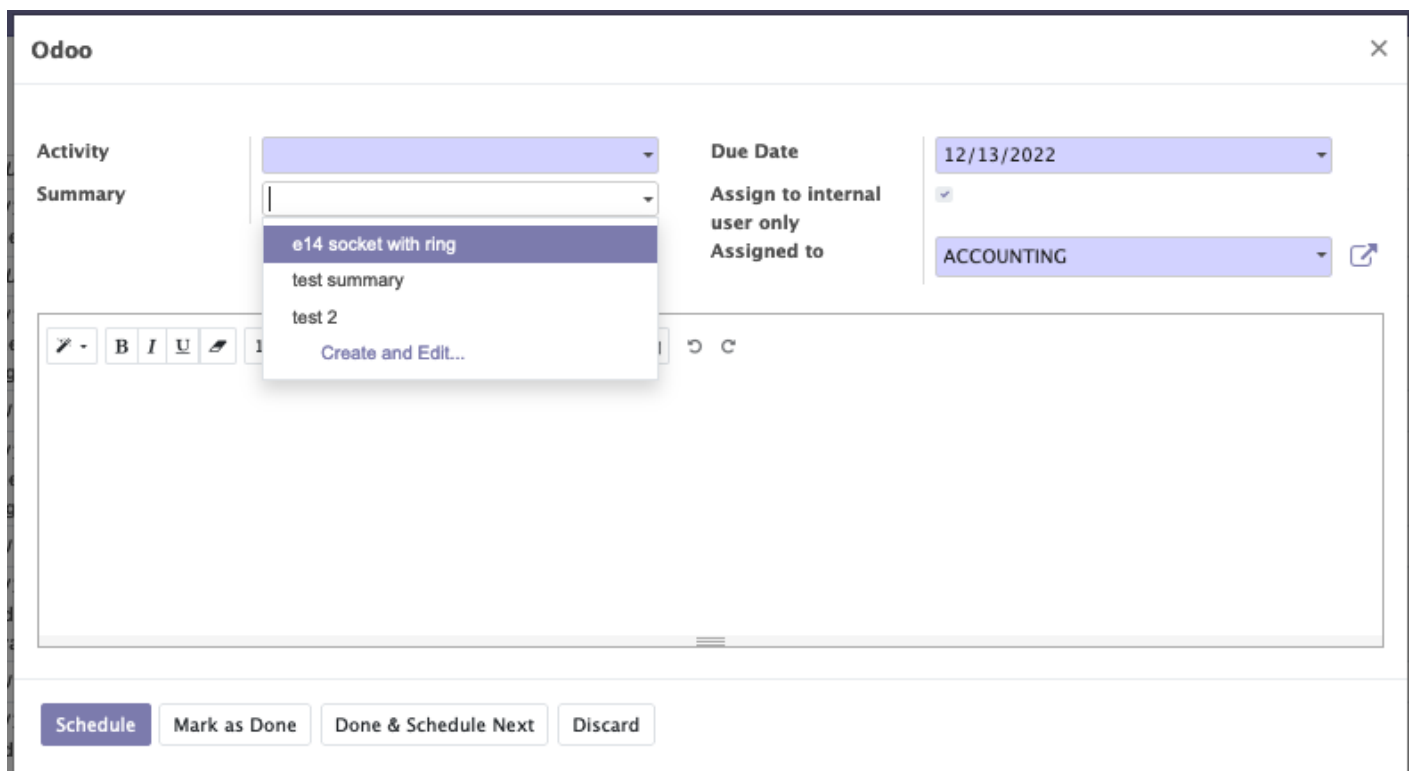 Odoo
Activity
Due Date
12/13/2022
Summary
Assign to internal
user only
Assigned to
ACCOUNTING
e14 socket with ring
test summary
test 2
Create and Edit...
B I U
Schedule
Mark as Done
Done & Schedule Next
Discard